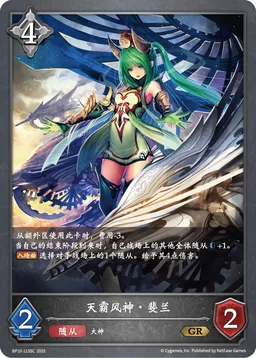 4
从额外区使用此卡时，费用-3。
当自己的结束阶段到来时，自己战场上的其他全体随从+1。
入场曲 选择对手战场上的1个随从。给予其4点伤害。
天霸风神·斐兰
2
随从
大神
GR
2
© Cygames, Inc. Published by NetEase Games